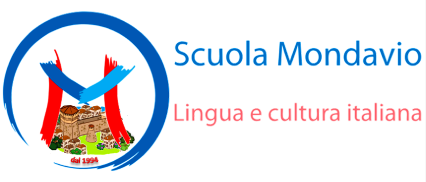 Scuola Mondavio
Lingua e cultura italiana
dal 1994